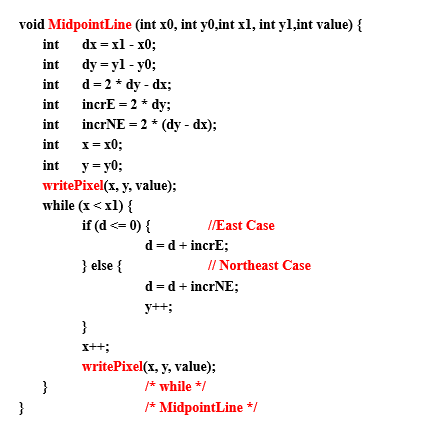 void MidpointLine (int x0, int y0,int x1, int y1,int value) {
int dx = x1 - x0;
int dy = y1 - y0;
int d = 2 * dy - dx;
int incrE = 2 * dy;
int incrNE = 2 * (dy - dx);
int x = x0;
int y = y0;
writePixel(x, y, value);
while (x < x1) {
if (d <= 0) { //East Case
d = d + incrE;
} else { // Northeast Case
d = d + incrNE;
y++;
}
x++;
writePixel(x, y, value);
} /* while */
} /* MidpointLine */